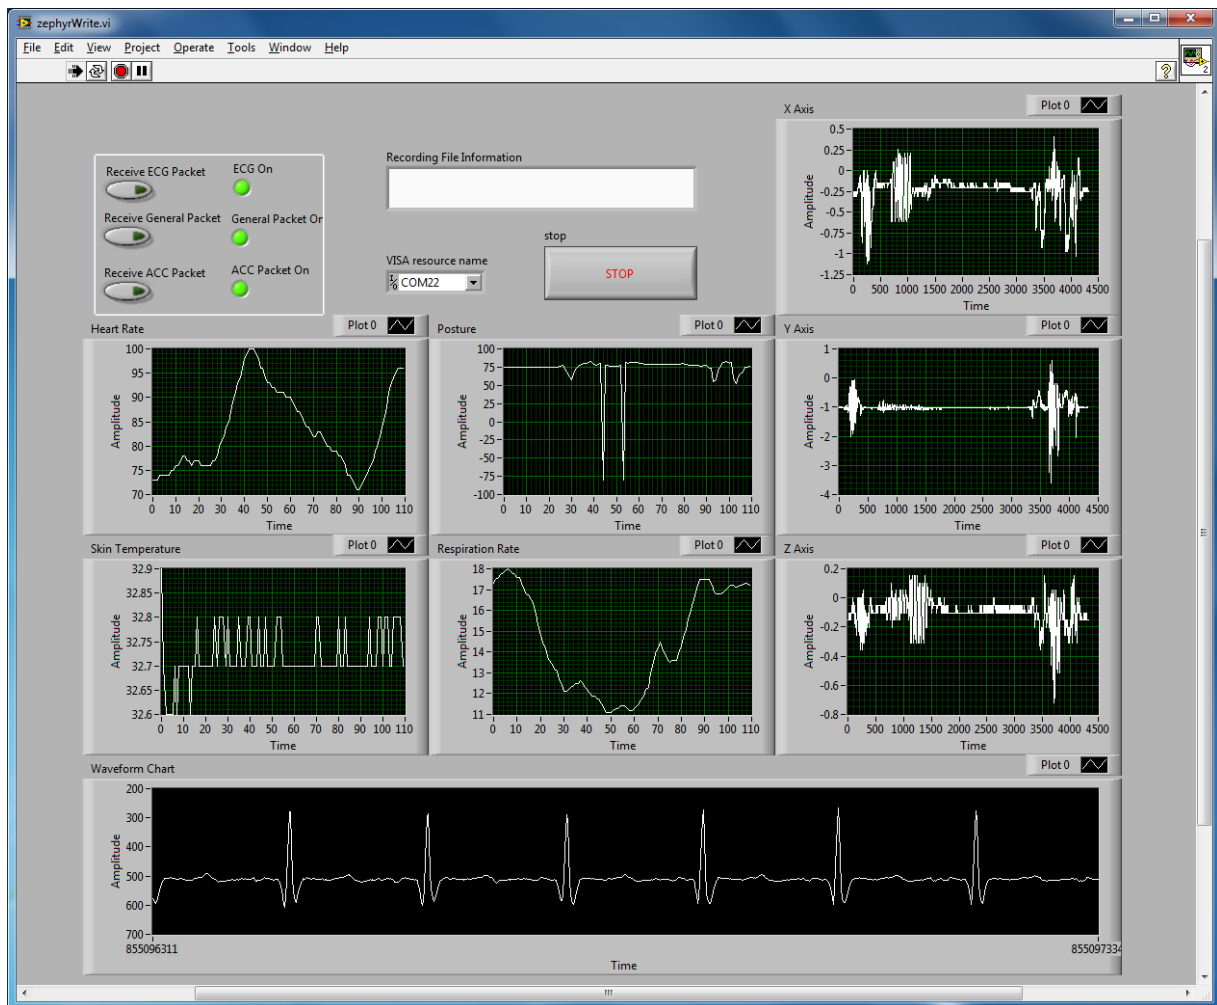 zephyrWrite.vi
File Edit View Project Operate Tools Window Help
2
Receive ECG Packet
ECG On
Receive General Packet
General Packet On
Receive ACC Packet
ACC Packet On
Recording File Information
VISA resource name
I/O COM22
stop
STOP
X Axis
Plot 0
0.5
0.25
0
-0.25
-0.5
-0.75
-1
-1.25
Amplitude
0 500 1000 1500 2000 2500 3000 3500 4000 4500
Time
Heart Rate
Plot 0
100
95
90
85
80
75
70
Amplitude
0 10 20 30 40 50 60 70 80 90 100 110
Time
Posture
Plot 0
100
75
50
25
0
-25
-50
-75
-100
Amplitude
0 10 20 30 40 50 60 70 80 90 100 110
Time
Y Axis
Plot 0
1
0
-1
-2
-3
-4
Amplitude
0 500 1000 1500 2000 2500 3000 3500 4000 4500
Time
Skin Temperature
Plot 0
32.9
32.85
32.8
32.75
32.7
32.65
32.6
Amplitude
0 10 20 30 40 50 60 70 80 90 100 110
Time
Respiration Rate
Plot 0
18
17
16
15
14
13
12
11
Amplitude
0 10 20 30 40 50 60 70 80 90 100 110
Time
Z Axis
Plot 0
0.2
0
-0.2
-0.4
-0.6
-0.8
Amplitude
0 500 1000 1500 2000 2500 3000 3500 4000 4500
Time
Waveform Chart
Plot 0
200
300
400
500
600
700
Amplitude
855096311
855097334
Time